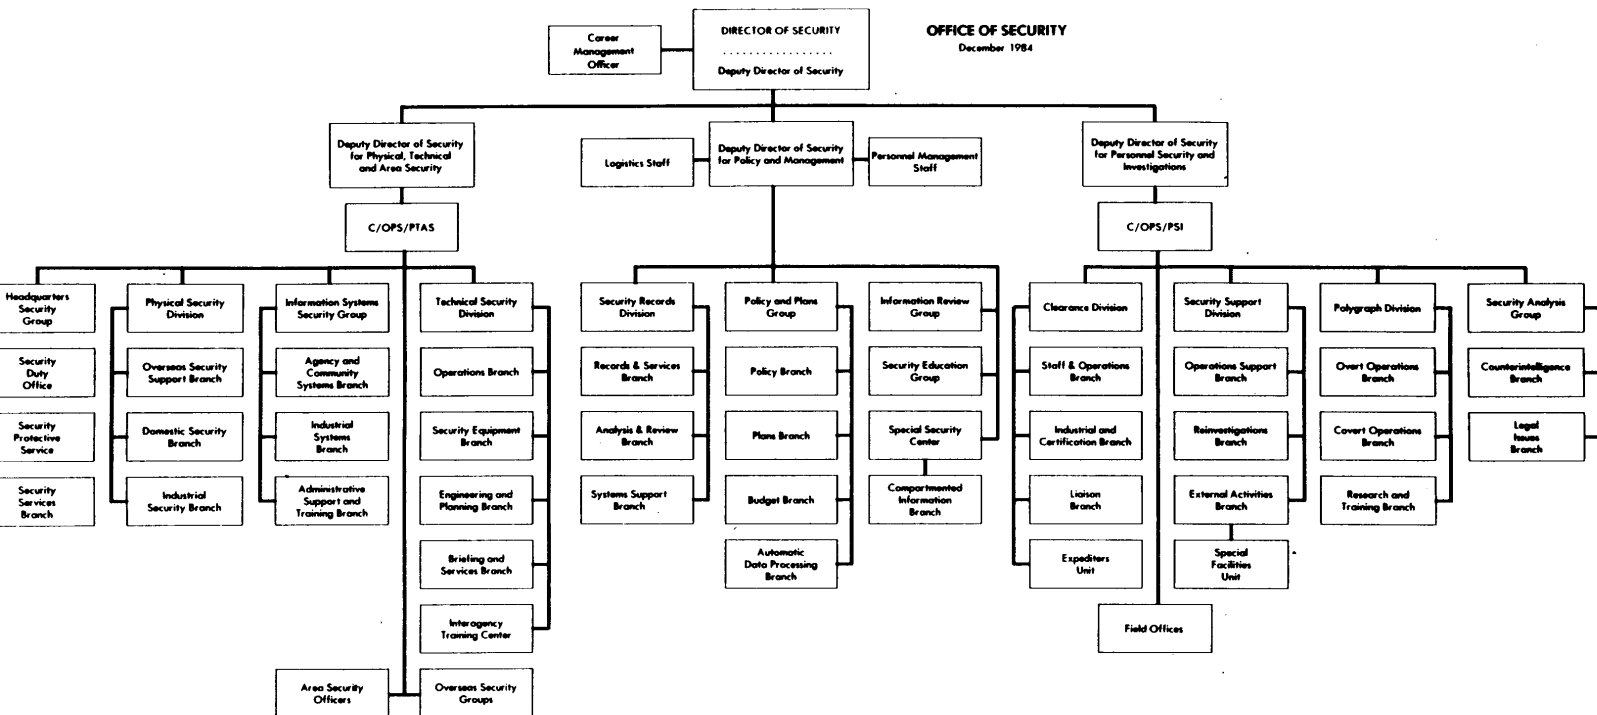 OFFICE OF SECURITY
December 1984
Career
Management
Officer
DIRECTOR OF SECURITY
. . . . . . . . . . . . . . . .
Deputy Director of Security
Deputy Director of Security
for Physical, Technical
and Area Security
Logistics Staff
Deputy Director of Security
for Policy and Management
Personnel Management
Staff
Deputy Director of Security
for Personnel Security and
Investigations
C/OPS/PTAS
C/OPS/PSI
Headquarters
Security
Group
Physical Security
Division
Information Systems
Security Group
Technical Security
Division
Security Records
Division
Policy and Plans
Group
Information Review
Group
Clearance Division
Security Support
Division
Polygraph Division
Security Analysis
Group
Security
Duty
Office
Overseas Security
Support Branch
Agency and
Community
Systems Branch
Operations Branch
Records & Services
Branch
Policy Branch
Security Education
Group
Staff & Operations
Branch
Operations Support
Branch
Overt Operations
Branch
Counterintelligence
Branch
Security
Protective
Service
Domestic Security
Branch
Industrial
Systems
Branch
Security Equipment
Branch
Analysis & Review
Branch
Plans Branch
Special Security
Center
Industrial and
Certification Branch
Reinvestigations
Branch
Covert Operations
Branch
Legal
Issues
Branch
Security
Services
Branch
Industrial
Security Branch
Administrative
Support and
Training Branch
Engineering and
Planning Branch
Systems Support
Branch
Budget Branch
Compartmented
Information
Branch
Liaison
Branch
External Activities
Branch
Research and
Training Branch
Briefing and
Services Branch
Automatic
Data Processing
Branch
Expediters
Unit
Special
Facilities
Unit
Interagency
Training Center
Field Offices
Area Security
Officers
Overseas Security
Groups